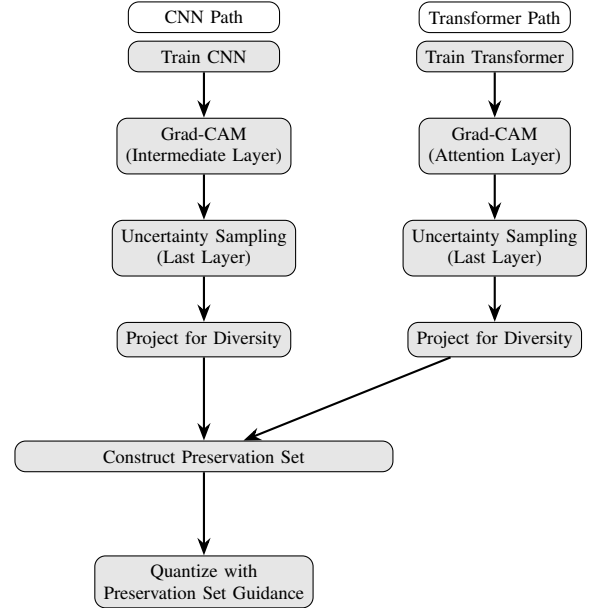 CNN Path
Transformer Path
Train CNN
Train Transformer
Grad-CAM
(Intermediate Layer)
Grad-CAM
(Attention Layer)
Uncertainty Sampling
(Last Layer)
Uncertainty Sampling
(Last Layer)
Project for Diversity
Project for Diversity
Construct Preservation Set
Quantize with
Preservation Set Guidance